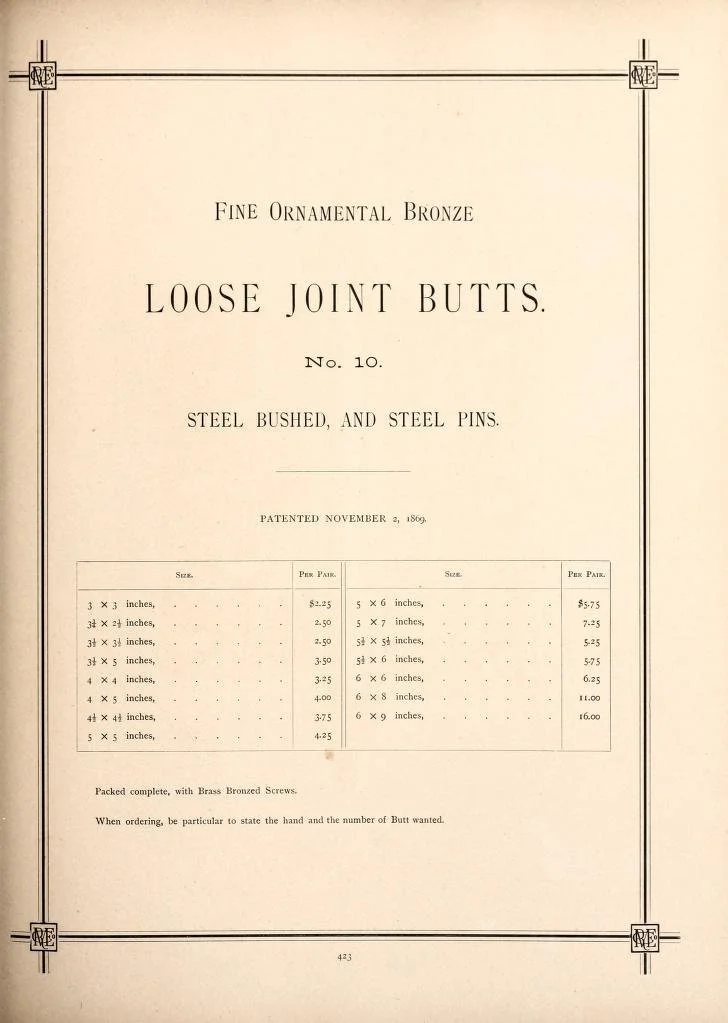 FINE ORNAMENTAL BRONZE
LOOSE JOINT BUTTS.
No. 10.
STEEL BUSHED, AND STEEL PINS.
PATENTED NOVEMBER 2, 1869.
SIZE. PER PAIR. SIZE. PER PAIR.
3 X 3 inches, . . . . . . $2.25 5 X 6 inches, . . . . . . $5.75
3½ X 2½ inches, . . . . . . 2.50 5 X 7 inches, . . . . . . 7.25
3½ X 3½ inches, . . . . . . 2.50 5½ X 5½ inches, . . . . . . 5.25
3½ X 5 inches, . . . . . . 3.50 5½ X 6 inches, . . . . . . 5.75
4 X 4 inches, . . . . . . 3.25 6 X 6 inches, . . . . . . 6.25
4 X 5 inches, . . . . . . 4.00 6 X 8 inches, . . . . . . 11.00
4½ X 4½ inches, . . . . . . 3.75 6 X 9 inches, . . . . . . 16.00
5 X 5 inches, . . . . . . 4.25
Packed complete, with Brass Bronzed Screws.
When ordering, be particular to state the hand and the number of Butt wanted.
423